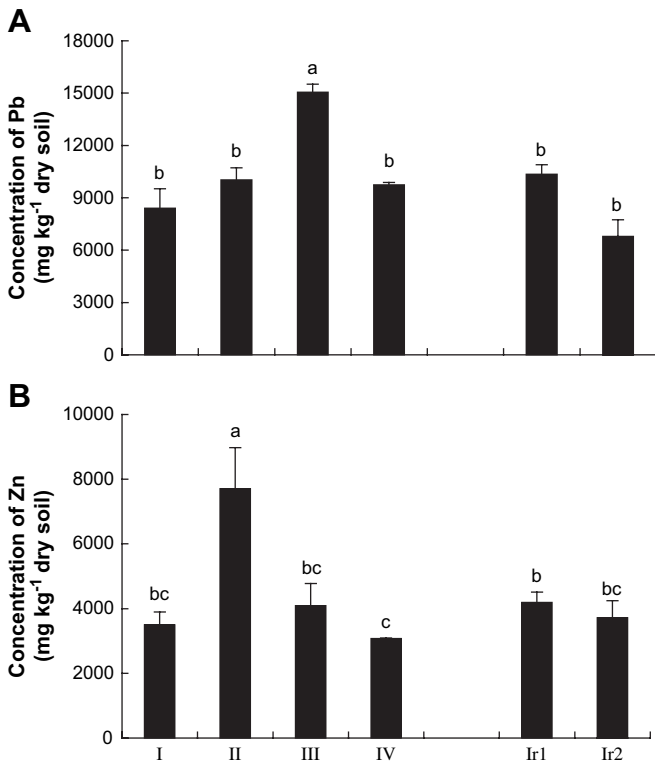 A
18000
15000
12000
9000
6000
3000
0
Concentration of Pb
(mg kg-1 dry soil)
b
b
a
b
b
b
B
10000
8000
6000
4000
2000
0
Concentration of Zn
(mg kg-1 dry soil)
bc
a
bc
c
b
bc
I II III IV Ir1 Ir2